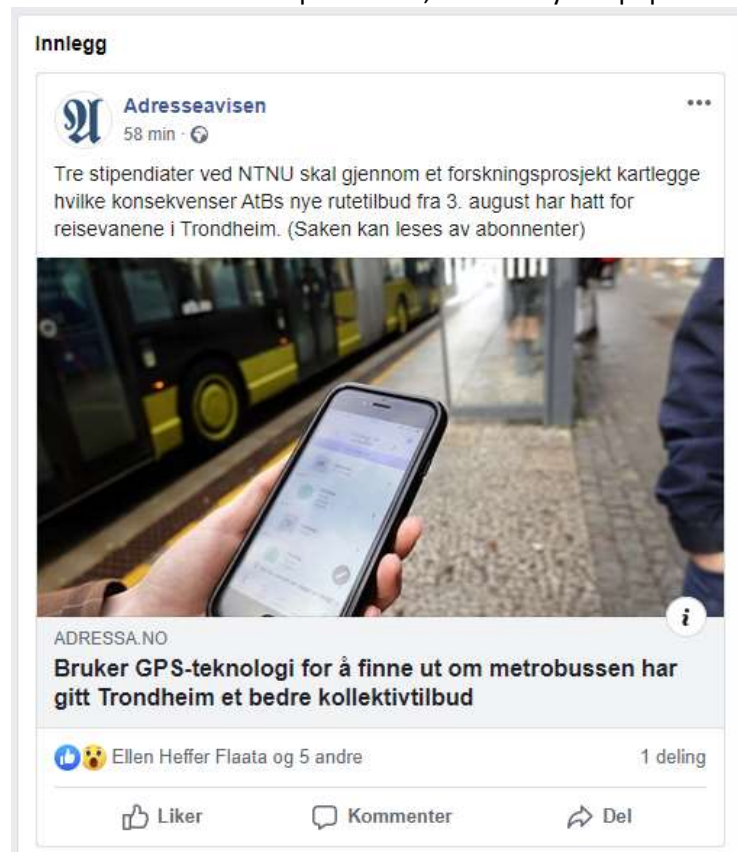 Innlegg
Adresseavisen
58 min ·
Tre stipendiater ved NTNU skal gjennom et forskningsprosjekt kartlegge
hvilke konsekvenser AtBs nye rutetilbud fra 3. august har hatt for
reisevanene i Trondheim. (Saken kan leses av abonnenter)
i
ADRESSA.NO
Bruker GPS-teknologi for å finne ut om metrobussen har
gitt Trondheim et bedre kollektivtilbud
Ellen Heffer Flaata og 5 andre 1 deling
Liker Kommenter Del